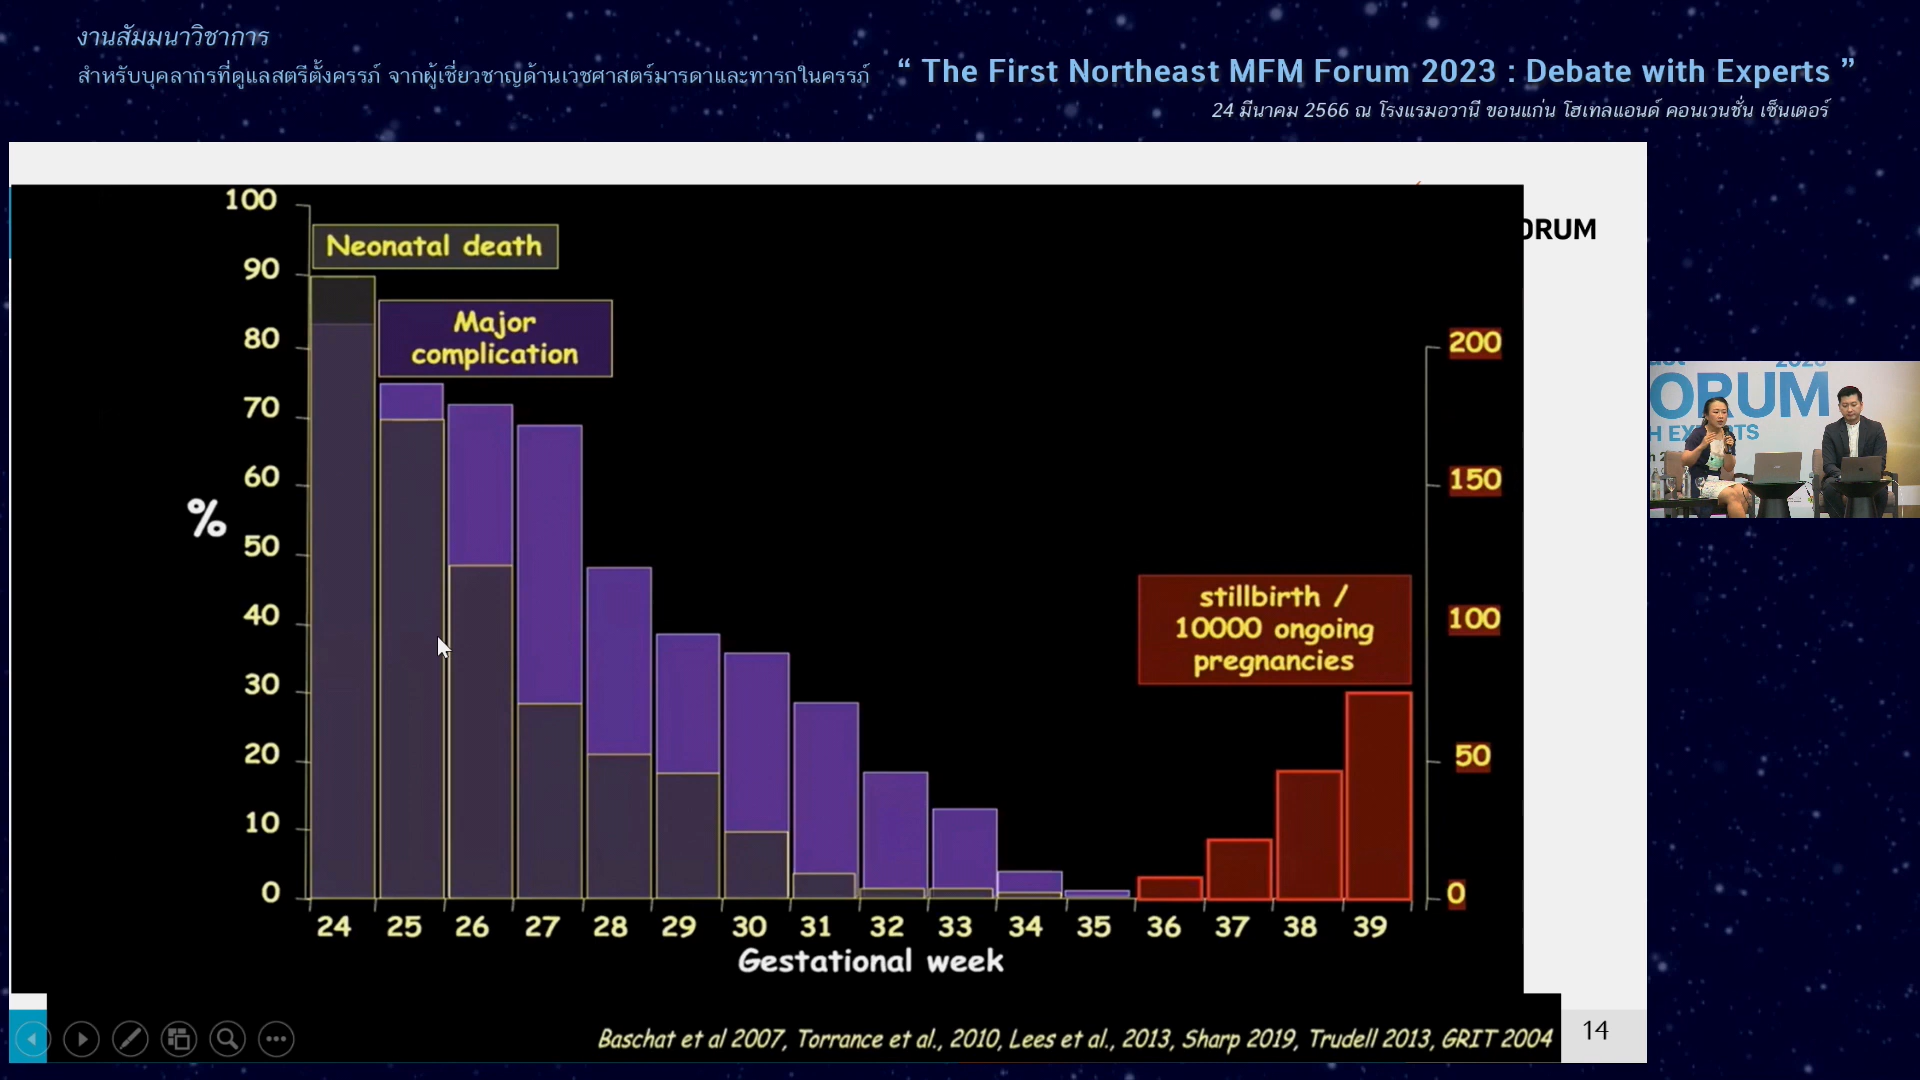 งานสัมมนาวิชาการ
สำหรับบุคลากรที่ดูแลสตรีตั้งครรภ์ จากผู้เชี่ยวชาญด้านเวชศาสตร์มารดาและทารกในครรภ์
“ The First Northeast MFM Forum 2023 : Debate with Experts ”
24 มีนาคม 2566 ณ โรงแรมอวานี ขอนแก่น โฮเทลแอนด์ คอนเวนชั่น เซ็นเตอร์
ORUM
100
90
80
70
60
50
40
30
20
10
0
%
Neonatal death
Major
complication
stillbirth /
10000 ongoing
pregnancies
200
150
100
50
0
24 25 26 27 28 29 30 31 32 33 34 35 36 37 38 39
Gestational week
Baschat et al 2007, Torrance et al., 2010, Lees et al., 2013, Sharp 2019, Trudell 2013, GRIT 2004
14
2023
ORUM